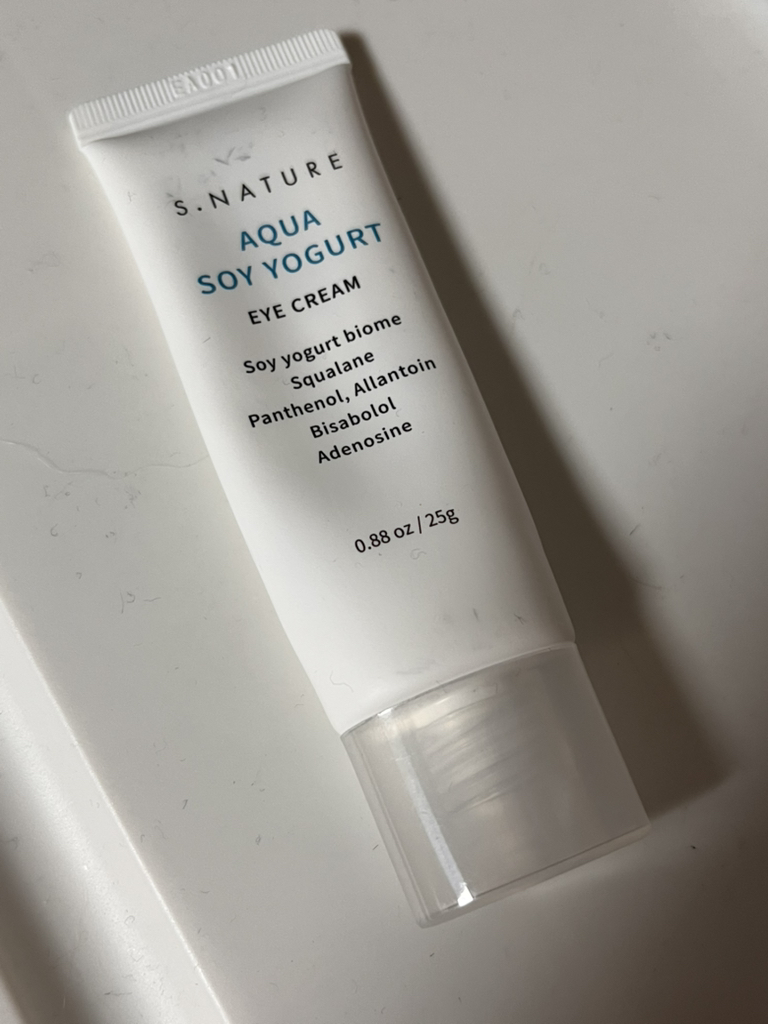 S.NATURE
AQUA
SOY YOGURT
EYE CREAM
Soy yogurt biome
Squalane
Panthenol, Allantoin
Bisabolol
Adenosine
0.88 oz / 25g